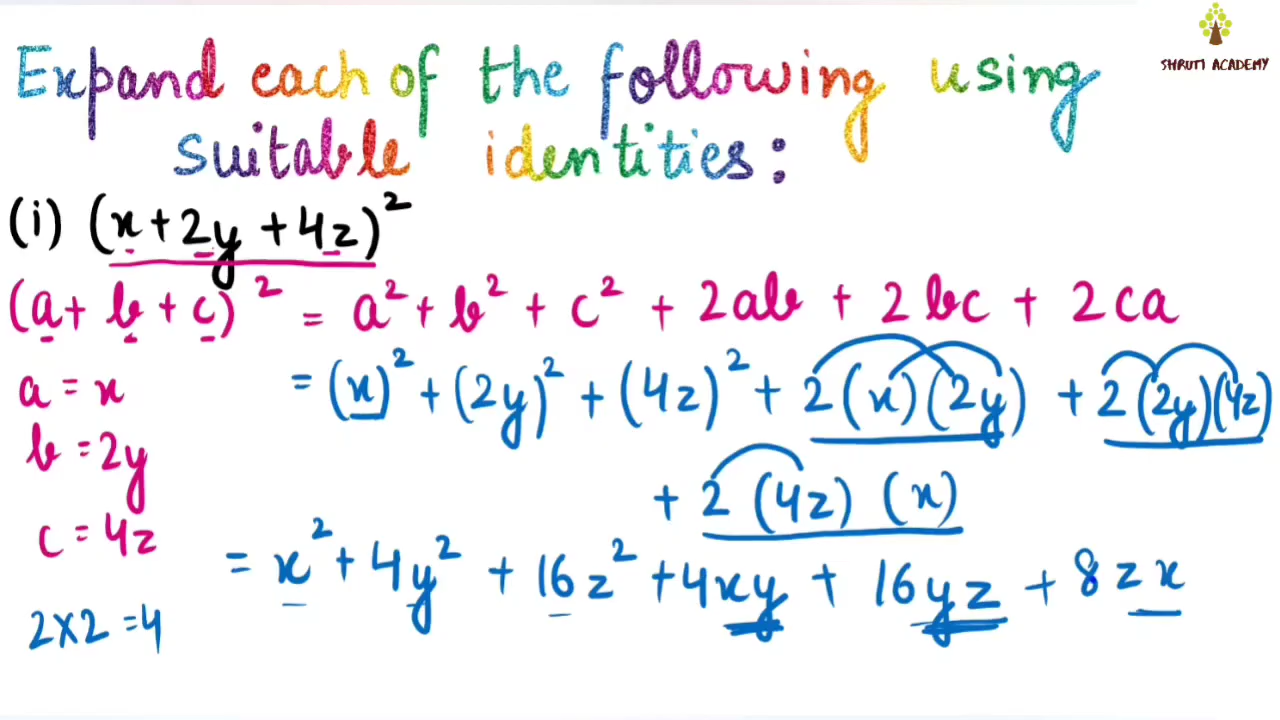 SHRUTI ACADEMY
Expand each of the following using
suitable identities:
(i) (x+2y+4z)²
(a+b+c)² = a²+b²+c²+2ab+2bc+2ca
a = x
= (x)²+(2y)²+(4z)²+2(x)(2y)+2(2y)(4z)
b = 2y
+2(4z)(x)
c = 4z
= x²+4y²+16z²+4xy+16yz+8zx
2×2=4